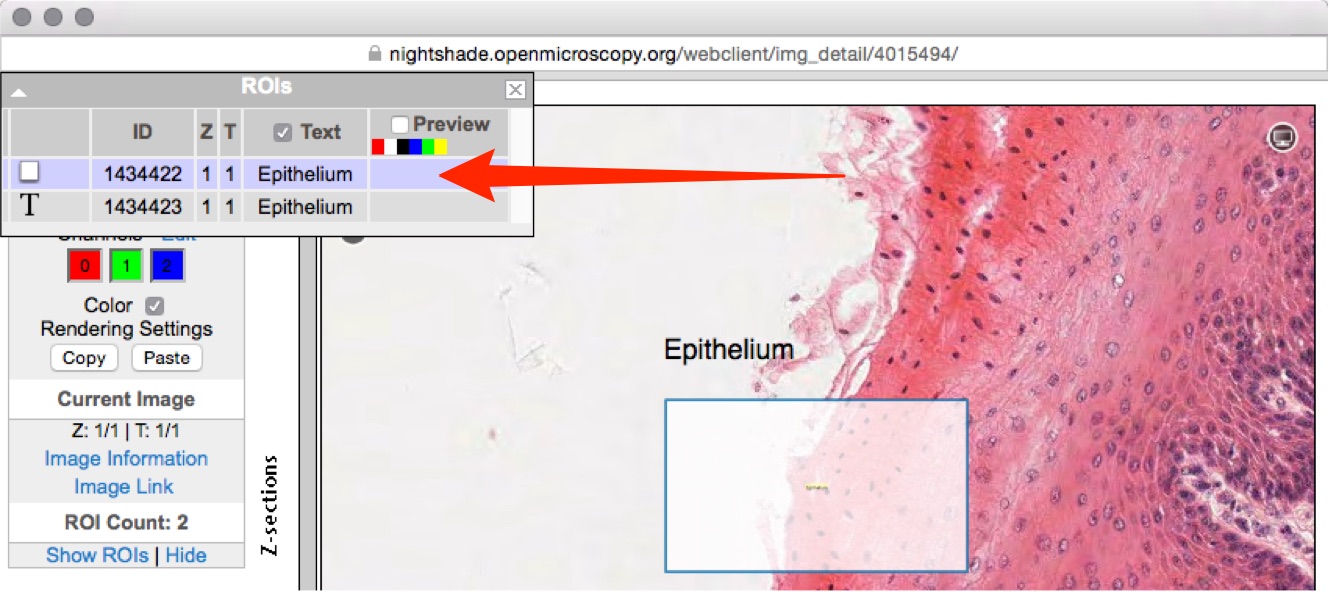 nightshade.openmicroscopy.org/webclient/img_detail/4015494/
ROIs
ID Z T Text Preview
1434422 1 1 Epithelium
T 1434423 1 1 Epithelium
Channels Edit
0 1 2
Color
Rendering Settings
Copy Paste
Current Image
Z: 1/1 | T: 1/1
Image Information
Image Link
ROI Count: 2
Show ROIs | Hide
Z-sections
Epithelium
Epithelium